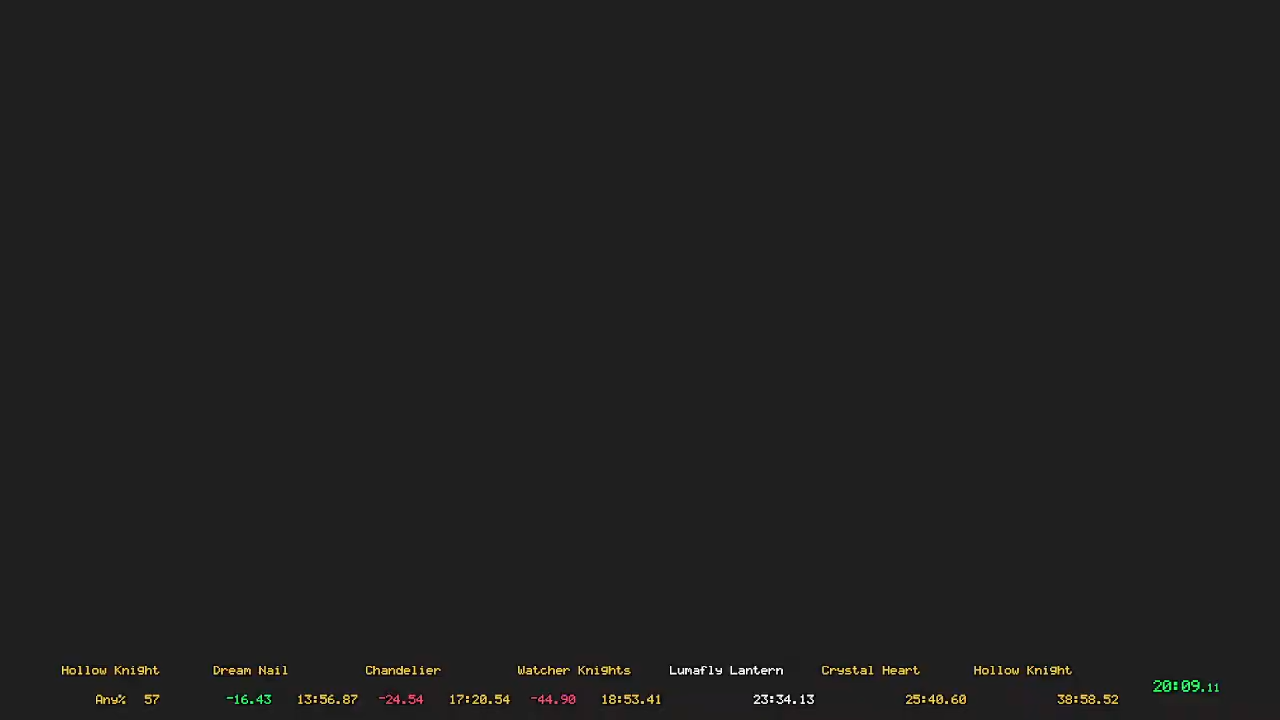 Hollow Knight Dream Nail Chandelier Watcher Knights Lumafly Lantern Crystal Heart Hollow Knight
Any% 57 -16.43 13:56.87 -24.54 17:20.54 -44.90 18:53.41 23:34.13 25:40.60 38:58.52
20:09.11